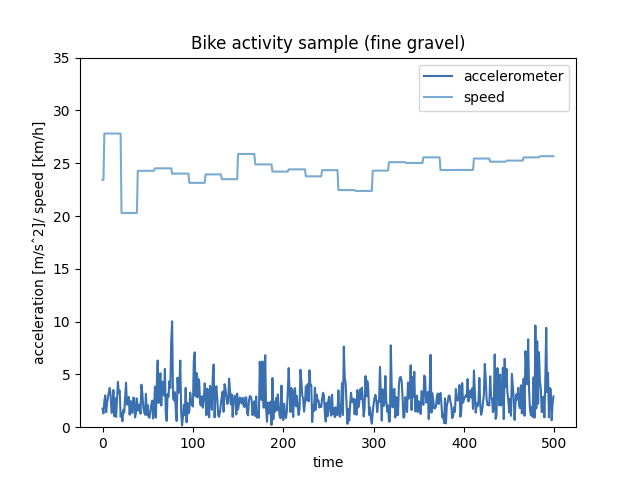 Bike activity sample (fine gravel)
accelerometer
speed
acceleration [m/sˆ2]/ speed [km/h]
35
30
25
20
15
10
5
0
0 100 200 300 400 500
time